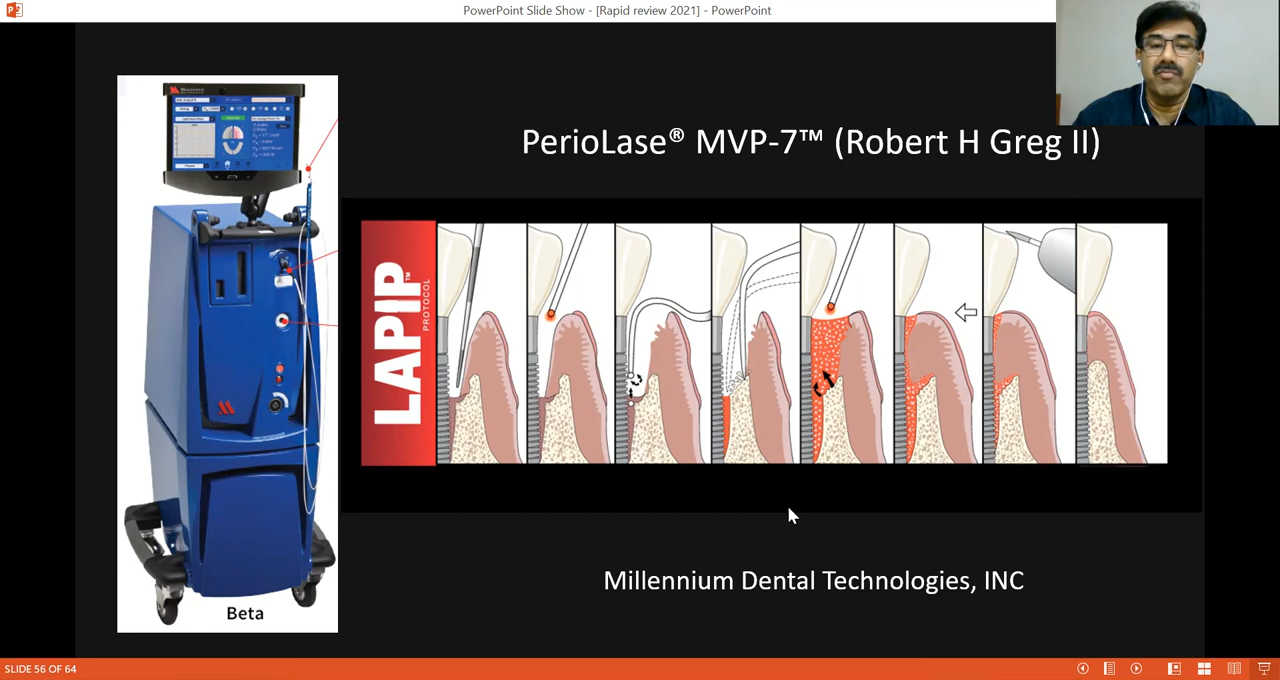 PowerPoint Slide Show - [Rapid review 2021] - PowerPoint
PerioLase® MVP-7™ (Robert H Greg II)
LAPIP™
PROTOCOL
Millennium Dental Technologies, INC
Beta
SLIDE 56 OF 64